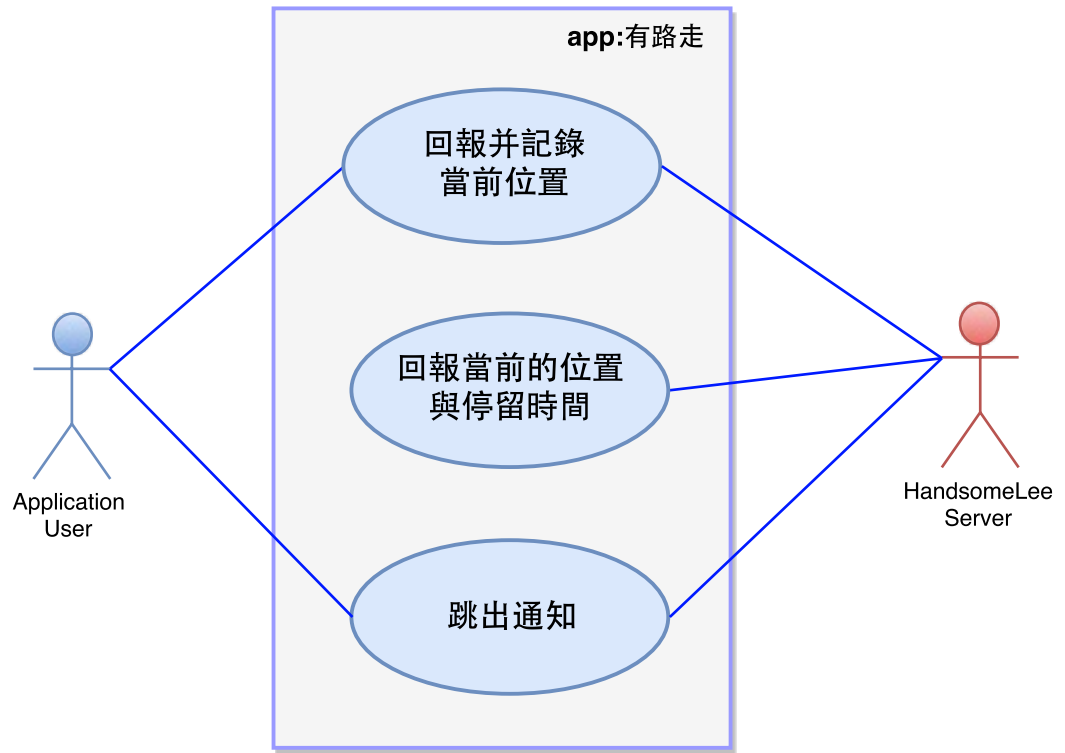 app:有路走
回報并記錄
當前位置
回報當前的位置
與停留時間
跳出通知
Application
User
HandsomeLee
Server